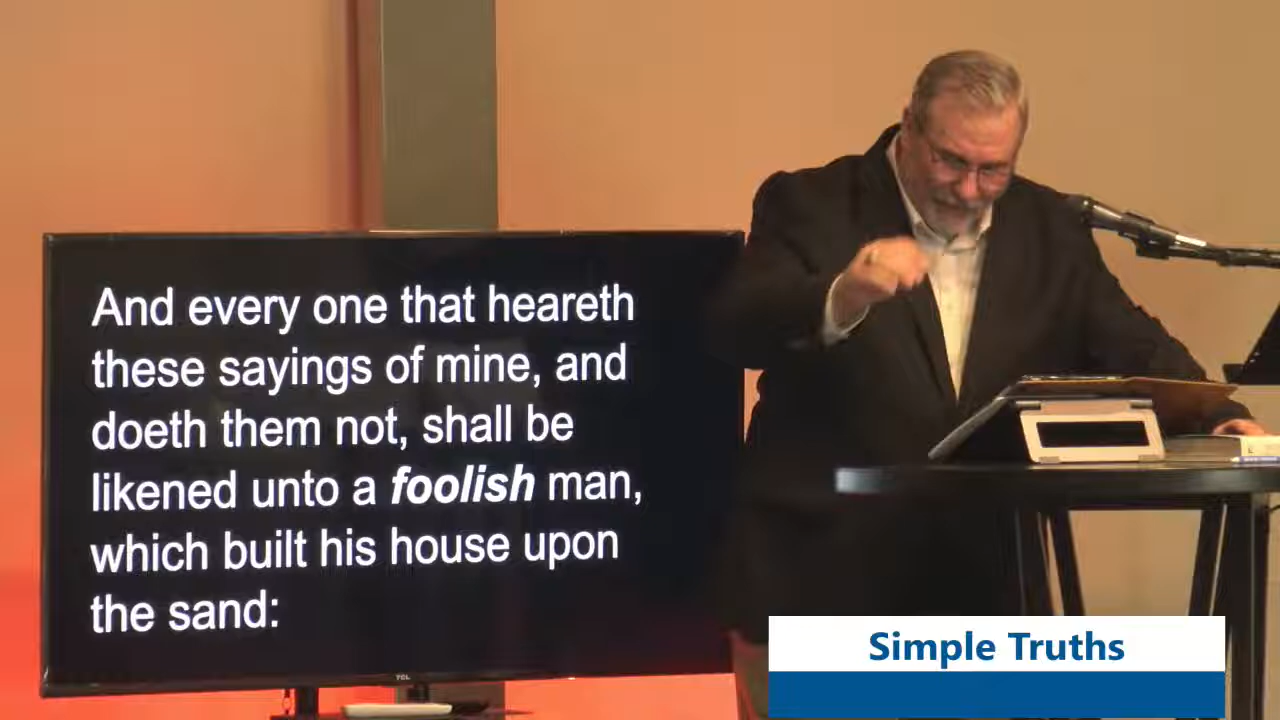 And every one that heareth
these sayings of mine, and
doeth them not, shall be
likened unto a foolish man,
which built his house upon
the sand:
TCL
Simple Truths